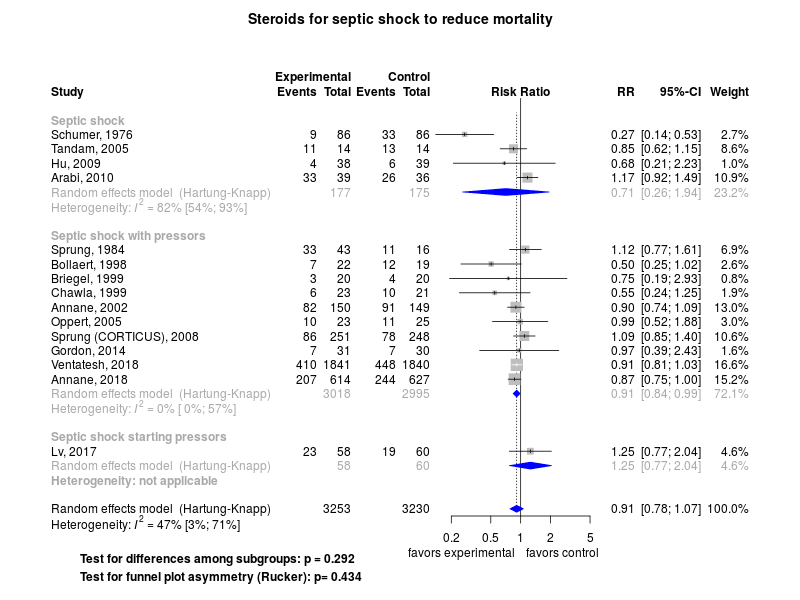 Steroids for septic shock to reduce mortality
Experimental Control
Study Events Total Events Total Risk Ratio RR 95%-CI Weight
Septic shock
Schumer, 1976 9 86 33 86 0.27 [0.14; 0.53] 2.7%
Tandam, 2005 11 14 13 14 0.85 [0.62; 1.15] 8.6%
Hu, 2009 4 38 6 39 0.68 [0.21; 2.23] 1.0%
Arabi, 2010 33 39 26 36 1.17 [0.92; 1.49] 10.9%
Random effects model (Hartung-Knapp) 177 175 0.71 [0.26; 1.94] 23.2%
Heterogeneity: I² = 82% [54%; 93%]
Septic shock with pressors
Sprung, 1984 33 43 11 16 1.12 [0.77; 1.61] 6.9%
Bollaert, 1998 7 22 12 19 0.50 [0.25; 1.02] 2.6%
Briegel, 1999 3 20 4 20 0.75 [0.19; 2.93] 0.8%
Chawla, 1999 6 23 10 21 0.55 [0.24; 1.25] 1.9%
Annane, 2002 82 150 91 149 0.90 [0.74; 1.09] 13.0%
Oppert, 2005 10 23 11 25 0.99 [0.52; 1.88] 3.0%
Sprung (CORTICUS), 2008 86 251 78 248 1.09 [0.85; 1.40] 10.6%
Gordon, 2014 7 31 7 30 0.97 [0.39; 2.43] 1.6%
Ventatesh, 2018 410 1841 448 1840 0.91 [0.81; 1.03] 16.6%
Annane, 2018 207 614 244 627 0.87 [0.75; 1.00] 15.2%
Random effects model (Hartung-Knapp) 3018 2995 0.91 [0.84; 0.99] 72.1%
Heterogeneity: I² = 0% [ 0%; 57%]
Septic shock starting pressors
Lv, 2017 23 58 19 60 1.25 [0.77; 2.04] 4.6%
Random effects model (Hartung-Knapp) 58 60 1.25 [0.77; 2.04] 4.6%
Heterogeneity: not applicable
Random effects model (Hartung-Knapp) 3253 3230 0.91 [0.78; 1.07] 100.0%
Heterogeneity: I² = 47% [3%; 71%]
0.2 0.5 1 2 5
favors experimental favors control
Test for differences among subgroups: p = 0.292
Test for funnel plot asymmetry (Rucker): p= 0.434